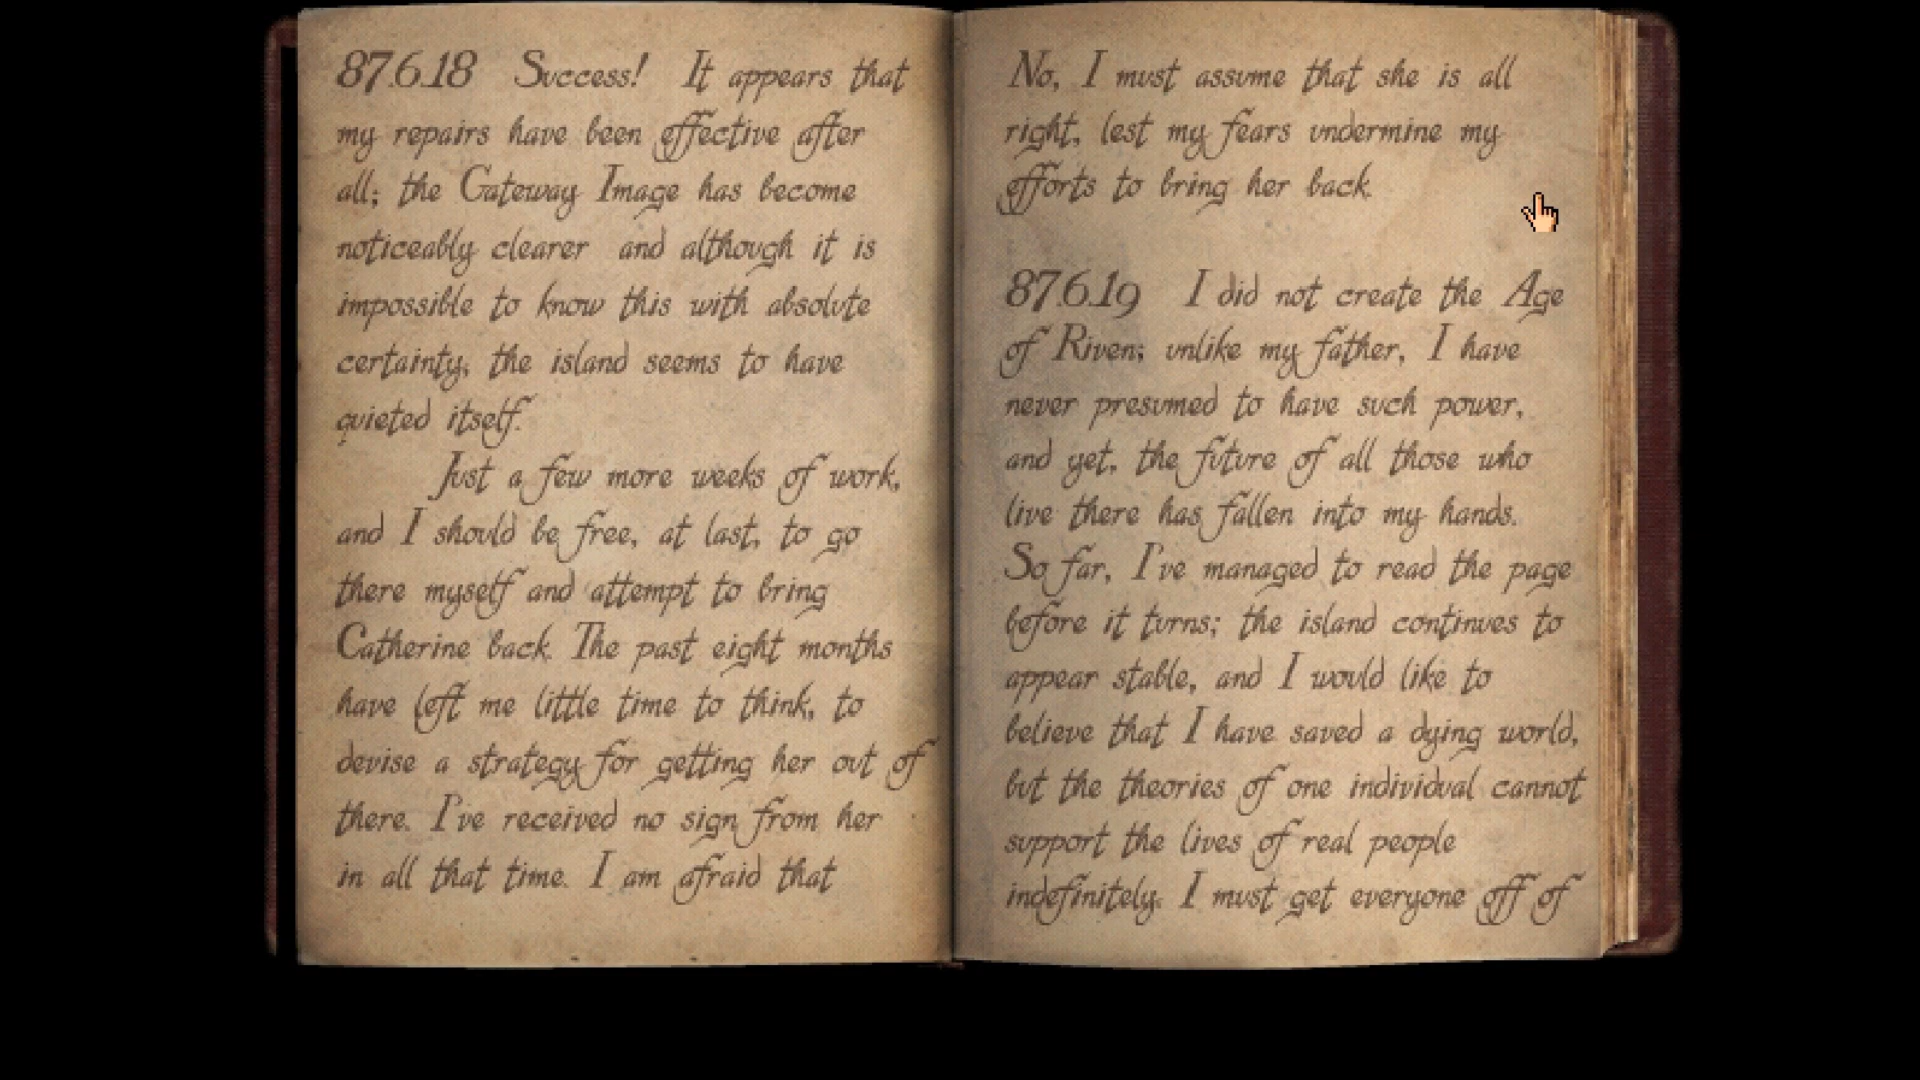 87.6.18 Success! It appears that
my repairs have been effective after
all; the Gateway Image has become
noticeably clearer and although it is
impossible to know this with absolute
certainty, the island seems to have
quieted itself.
Just a few more weeks of work,
and I should be free, at last, to go
there myself and attempt to bring
Catherine back. The past eight months
have left me little time to think, to
devise a strategy for getting her out of
there. I've received no sign from her
in all that time. I am afraid that
No, I must assume that she is all
right, lest my fears undermine my
efforts to bring her back.
87.6.19 I did not create the Age
of Riven; unlike my father, I have
never presumed to have such power,
and yet, the future of all those who
live there has fallen into my hands.
So far, I've managed to read the page
before it turns; the island continues to
appear stable, and I would like to
believe that I have saved a dying world,
but the theories of one individual cannot
support the lives of real people
indefinitely. I must get everyone off of